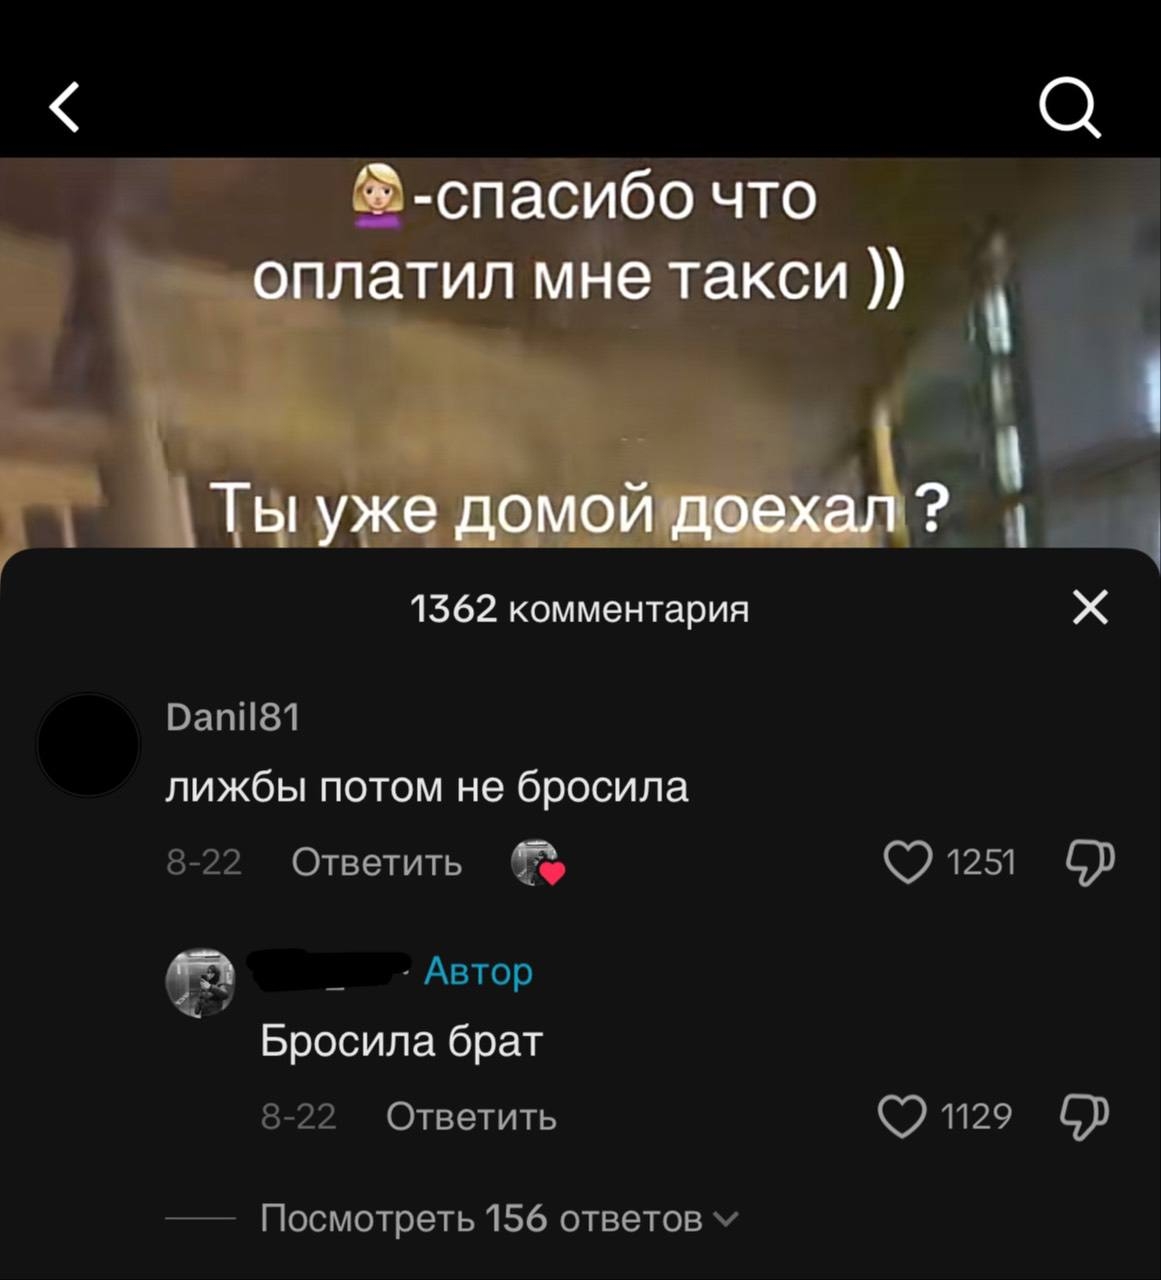 -спасибо что
оплатил мне такси ))
Ты уже домой доехал ?
1362 комментария
Danil81
лижбы потом не бросила
8-22 Ответить 1251
Автор
Бросила брат
8-22 Ответить 1129
Посмотреть 156 ответов